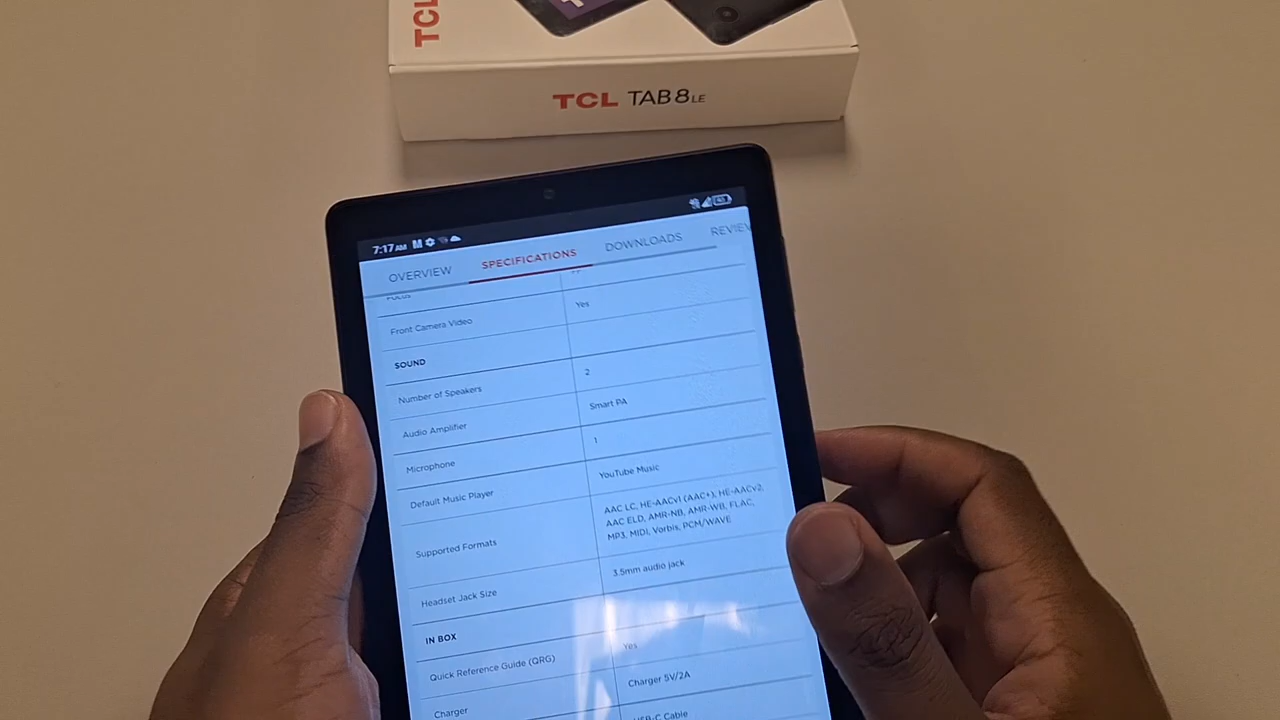 TCL
TCL TAB 8 LE
7:17 AM
OVERVIEW SPECIFICATIONS DOWNLOADS REVIEW
Front Camera Video Yes
SOUND
Number of Speakers 2
Audio Amplifier Smart PA
Microphone 1
Default Music Player YouTube Music
Supported Formats AAC LC, HE-AACv1 (AAC+), HE-AACv2,
AAC ELD, AMR-NB, AMR-WB, FLAC,
MP3, MIDI, Vorbis, PCM/WAVE
Headset Jack Size 3.5mm audio jack
IN BOX
Quick Reference Guide (QRG) Yes
Charger Charger 5V/2A
Cable